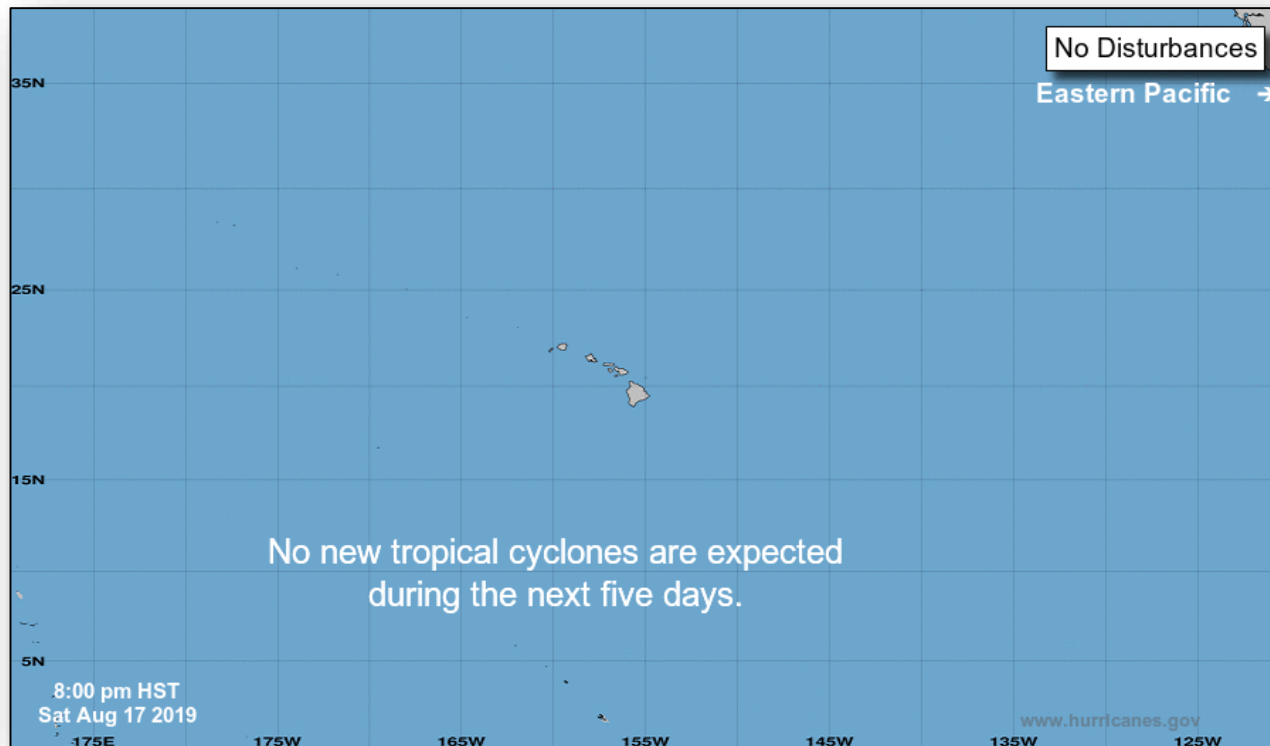 No Disturbances
35N
Eastern Pacific →
25N
15N
No new tropical cyclones are expected
during the next five days.
5N
8:00 pm HST
Sat Aug 17 2019
www.hurricanes.gov
175E 175W 165W 155W 145W 135W 125W